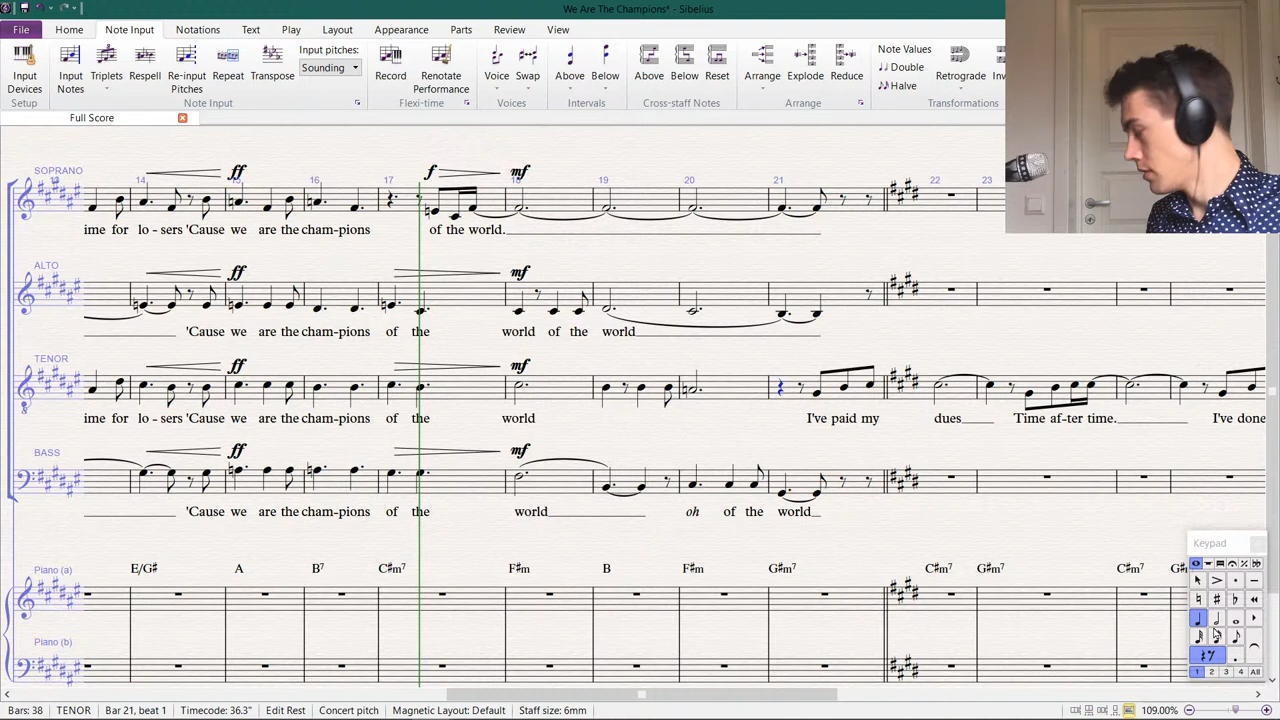 We Are The Champions* - Sibelius
File Home Note Input Notations Text Play Layout Appearance Parts Review View
Input Devices
Input Notes
Triplets
Respell
Re-input Pitches
Repeat
Transpose
Input pitches:
Sounding
Record
Renotate Performance
Voice
Swap
Above
Below
Above
Below
Reset
Arrange
Explode
Reduce
Note Values
Double
Halve
Retrograde
Setup Note Input Flexi-time Voices Intervals Cross-staff Notes Arrange Transformations
Full Score
SOPRANO
14 16 17 18 19 20 21 22 23
ff f mf
ime for lo - sers 'Cause we are the cham-pions of the world.
ALTO
ff mf
'Cause we are the cham-pions of the world of the world
TENOR
ff mf
ime for lo - sers 'Cause we are the cham-pions of the world I've paid my dues Time af-ter time. I've done
BASS
ff mf
'Cause we are the cham-pions of the world oh of the world
Piano (a)
E/G# A B7 C#m7 F#m B F#m G#m7 C#m7 G#m7 C#m7
Piano (b)
Keypad
1 2 3 4 All
Bars: 38 TENOR Bar 21, beat 1 Timecode: 36.3" Edit Rest Concert pitch Magnetic Layout: Default Staff size: 6mm 109.00%